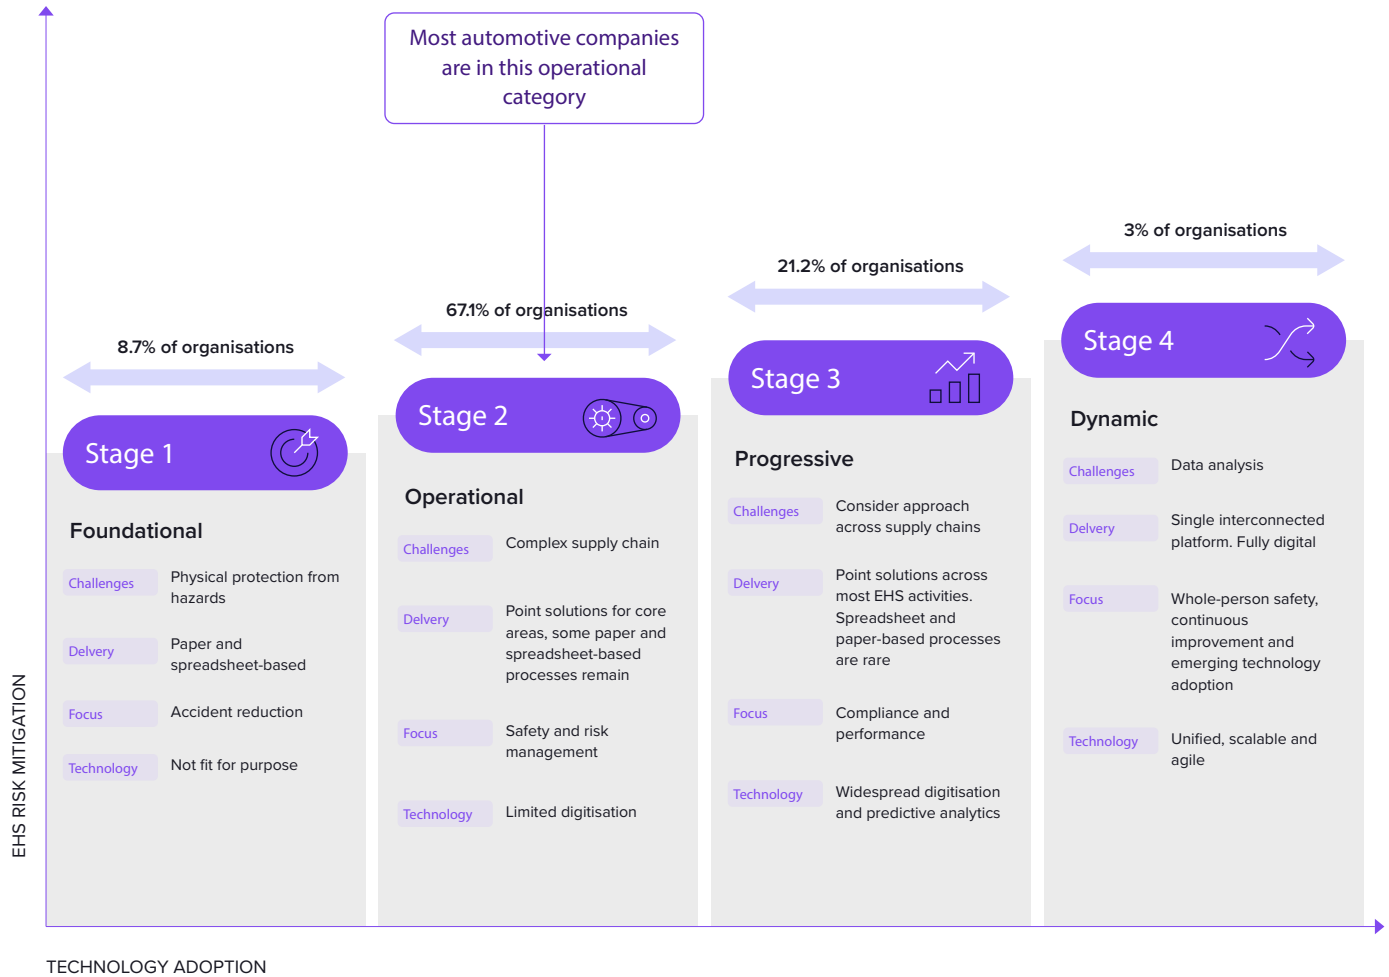 Most automotive companies
are in this operational
category
8.7% of organisations
Stage 1
Foundational
Challenges
Physical protection from
hazards
Delvery
Paper and
spreadsheet-based
Focus
Accident reduction
Technology
Not fit for purpose
67.1% of organisations
Stage 2
Operational
Challenges
Complex supply chain
Delvery
Point solutions for core
areas, some paper and
spreadsheet-based
processes remain
Focus
Safety and risk
management
Technology
Limited digitisation
21.2% of organisations
Stage 3
Progressive
Challenges
Consider approach
across supply chains
Delvery
Point solutions across
most EHS activities.
Spreadsheet and
paper-based processes
are rare
Focus
Compliance and
performance
Technology
Widespread digitisation
and predictive analytics
3% of organisations
Stage 4
Dynamic
Challenges
Data analysis
Delvery
Single interconnected
platform. Fully digital
Focus
Whole-person safety,
continuous
improvement and
emerging technology
adoption
Technology
Unified, scalable and
agile
EHS RISK MITIGATION
TECHNOLOGY ADOPTION